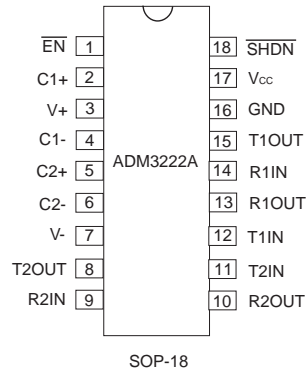 EN 1 18 SHDN
C1+ 2 17 Vcc
V+ 3 16 GND
C1- 4 15 T1OUT
C2+ 5 ADM3222A 14 R1IN
C2- 6 13 R1OUT
V- 7 12 T1IN
T2OUT 8 11 T2IN
R2IN 9 10 R2OUT
SOP-18